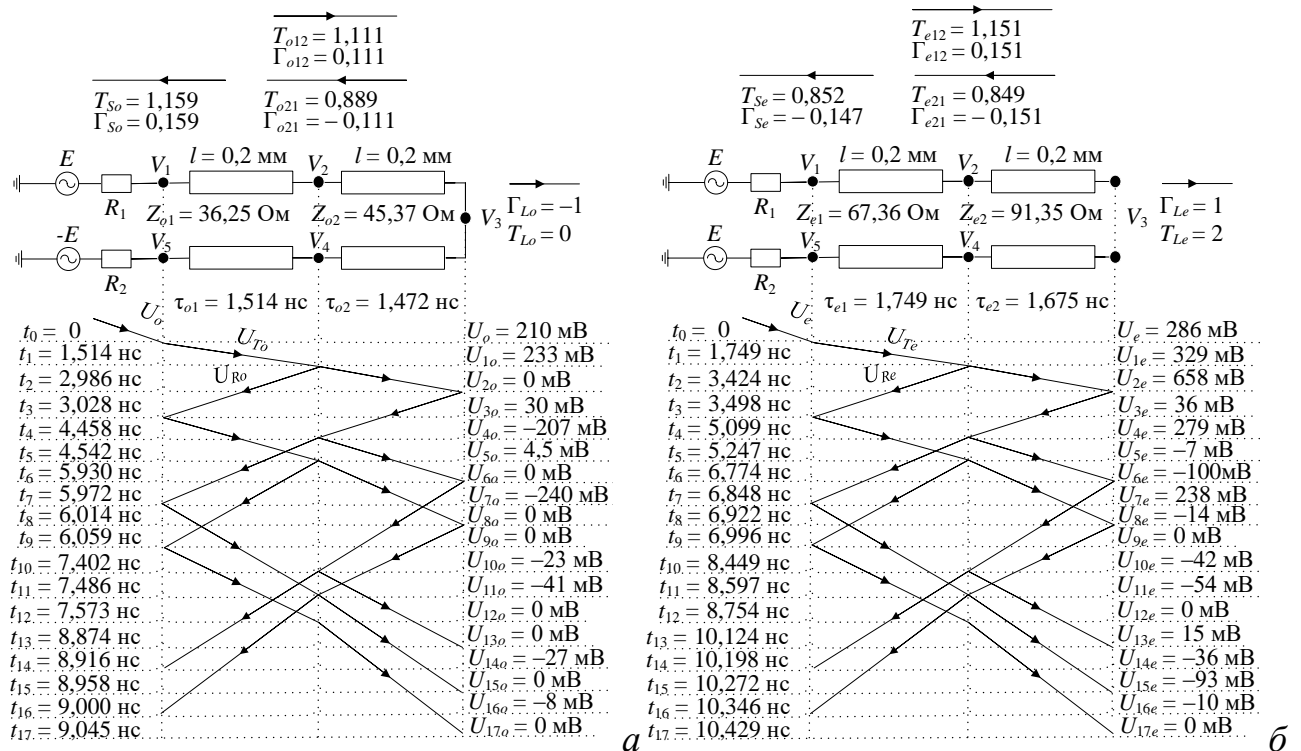 T_o12 = 1,111
Γ_o12 = 0,111
T_So = 1,159
Γ_So = 0,159
T_o21 = 0,889
Γ_o21 = − 0,111
E
R₁
V₁
l = 0,2 мм
V₂
l = 0,2 мм
Z_o1 = 36,25 Ом
Z_o2 = 45,37 Ом
V₃
Γ_Lo = −1
T_Lo = 0
-E
R₂
V₅
V₄
τ_o1 = 1,514 нс
τ_o2 = 1,472 нс
U_o
U_To
U_Ro
t₀ = 0
t₁ = 1,514 нс
t₂ = 2,986 нс
t₃ = 3,028 нс
t₄ = 4,458 нс
t₅ = 4,542 нс
t₆ = 5,930 нс
t₇ = 5,972 нс
t₈ = 6,014 нс
t₉ = 6,059 нс
t₁₀ = 7,402 нс
t₁₁ = 7,486 нс
t₁₂ = 7,573 нс
t₁₃ = 8,874 нс
t₁₄ = 8,916 нс
t₁₅ = 8,958 нс
t₁₆ = 9,000 нс
t₁₇ = 9,045 нс
U_o = 210 мВ
U_1o = 233 мВ
U_2o = 0 мВ
U_3o = 30 мВ
U_4o = −207 мВ
U_5o = 4,5 мВ
U_6o = 0 мВ
U_7o = −240 мВ
U_8o = 0 мВ
U_9o = 0 мВ
U_10o = −23 мВ
U_11o = −41 мВ
U_12o = 0 мВ
U_13o = 0 мВ
U_14o = −27 мВ
U_15o = 0 мВ
U_16o = −8 мВ
U_17o = 0 мВ
а
T_e12 = 1,151
Γ_e12 = 0,151
T_Se = 0,852
Γ_Se = − 0,147
T_e21 = 0,849
Γ_e21 = −0,151
E
R₁
V₁
l = 0,2 мм
V₂
l = 0,2 мм
Z_e1 = 67,36 Ом
Z_e2 = 91,35 Ом
V₃
Γ_Le = 1
T_Le = 2
E
R₂
V₅
V₄
τ_e1 = 1,749 нс
τ_e2 = 1,675 нс
U_e
U_Te
U_Re
t₀ = 0
t₁ = 1,749 нс
t₂ = 3,424 нс
t₃ = 3,498 нс
t₄ = 5,099 нс
t₅ = 5,247 нс
t₆ = 6,774 нс
t₇ = 6,848 нс
t₈ = 6,922 нс
t₉ = 6,996 нс
t₁₀ = 8,449 нс
t₁₁ = 8,597 нс
t₁₂ = 8,754 нс
t₁₃ = 10,124 нс
t₁₄ = 10,198 нс
t₁₅ = 10,272 нс
t₁₆ = 10,346 нс
t₁₇ = 10,429 нс
U_e = 286 мВ
U_1e = 329 мВ
U_2e = 658 мВ
U_3e = 36 мВ
U_4e = 279 мВ
U_5e = −7 мВ
U_6e = −100мВ
U_7e = 238 мВ
U_8e = −14 мВ
U_9e = 0 мВ
U_10e = −42 мВ
U_11e = −54 мВ
U_12e = 0 мВ
U_13e = 15 мВ
U_14e = −36 мВ
U_15e = −93 мВ
U_16e = −10 мВ
U_17e = 0 мВ
б